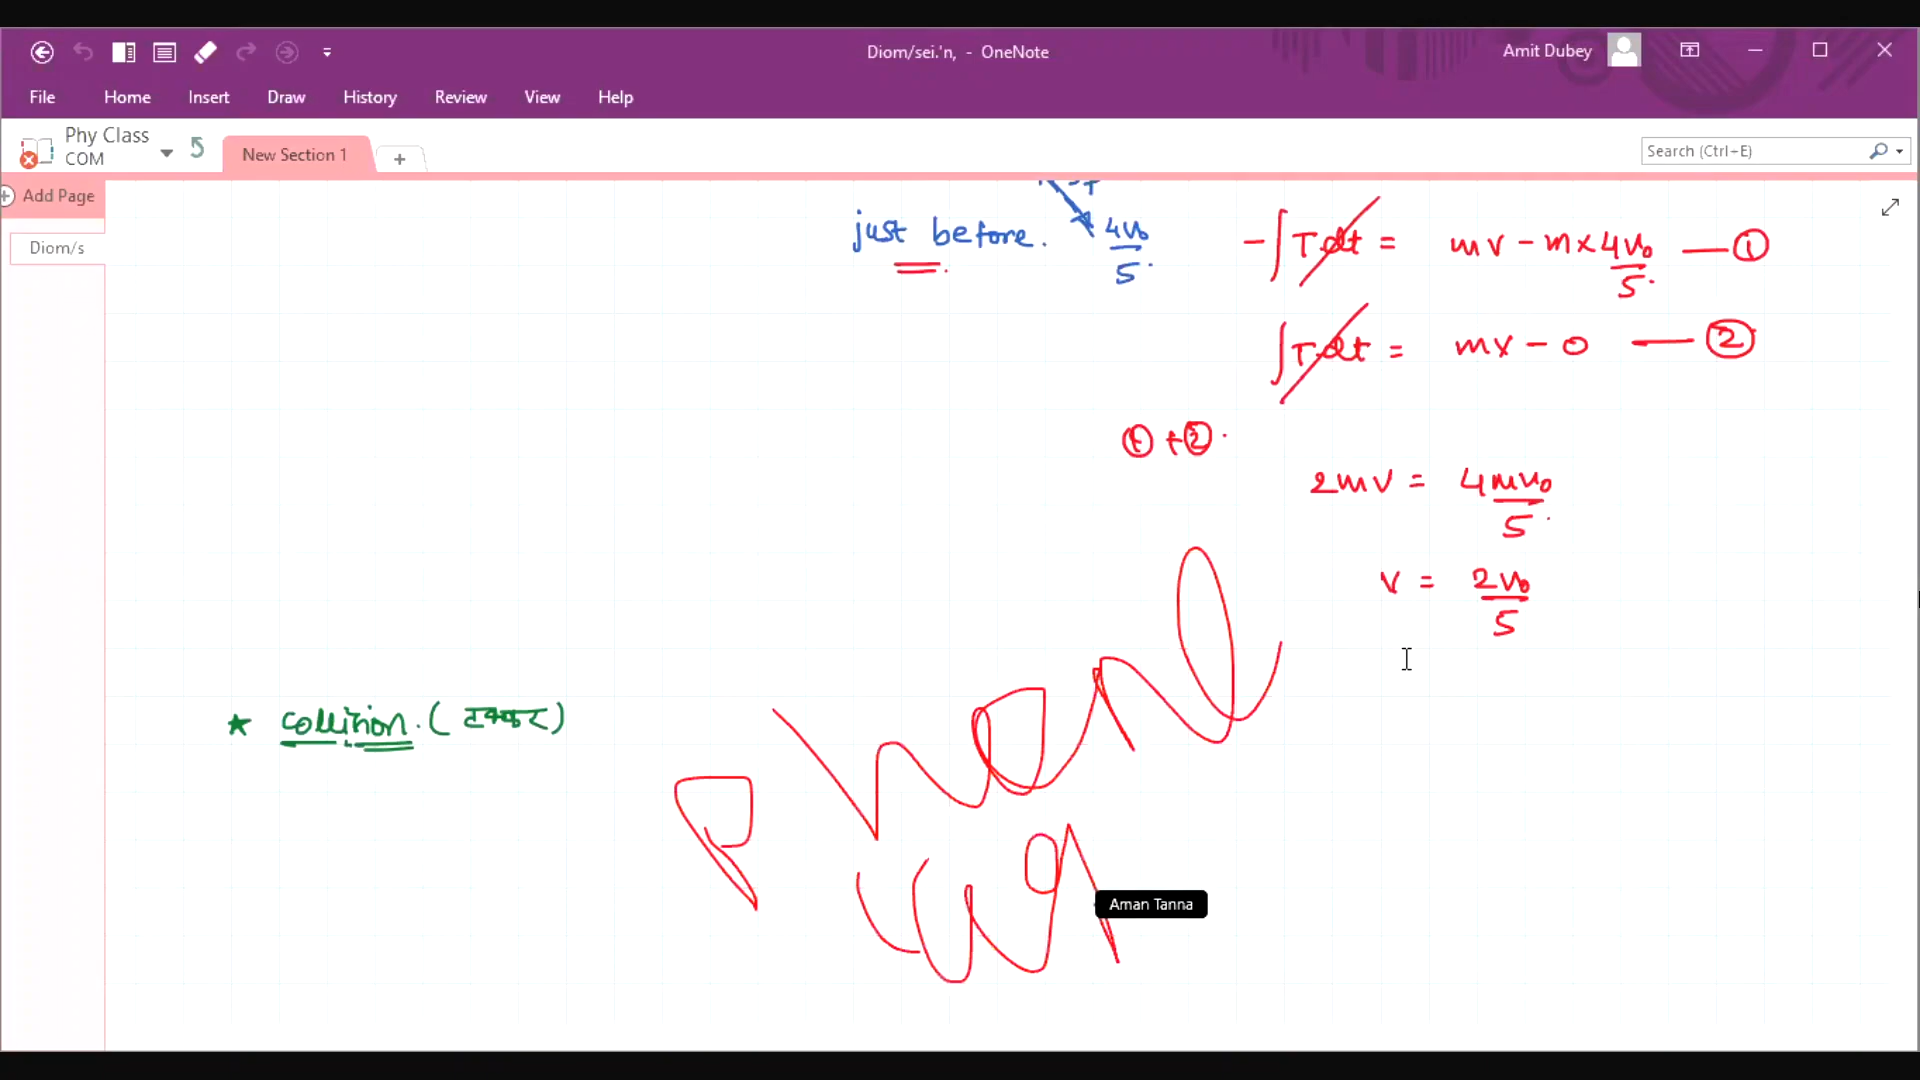 Diom/sei.'n, - OneNote
Amit Dubey
File Home Insert Draw History Review View Help
Phy Class
COM
New Section 1
+
Search (Ctrl+E)
Add Page
Diom/s
just before. 4v₀/5
-∫Tdt = mv - m×4v₀/5 — ①
∫Tdt = mv - 0 — ②
① + ②.
2mv = 4mv₀/5
v = 2v₀/5
★ collision. (टक्कर)
Aman Tanna